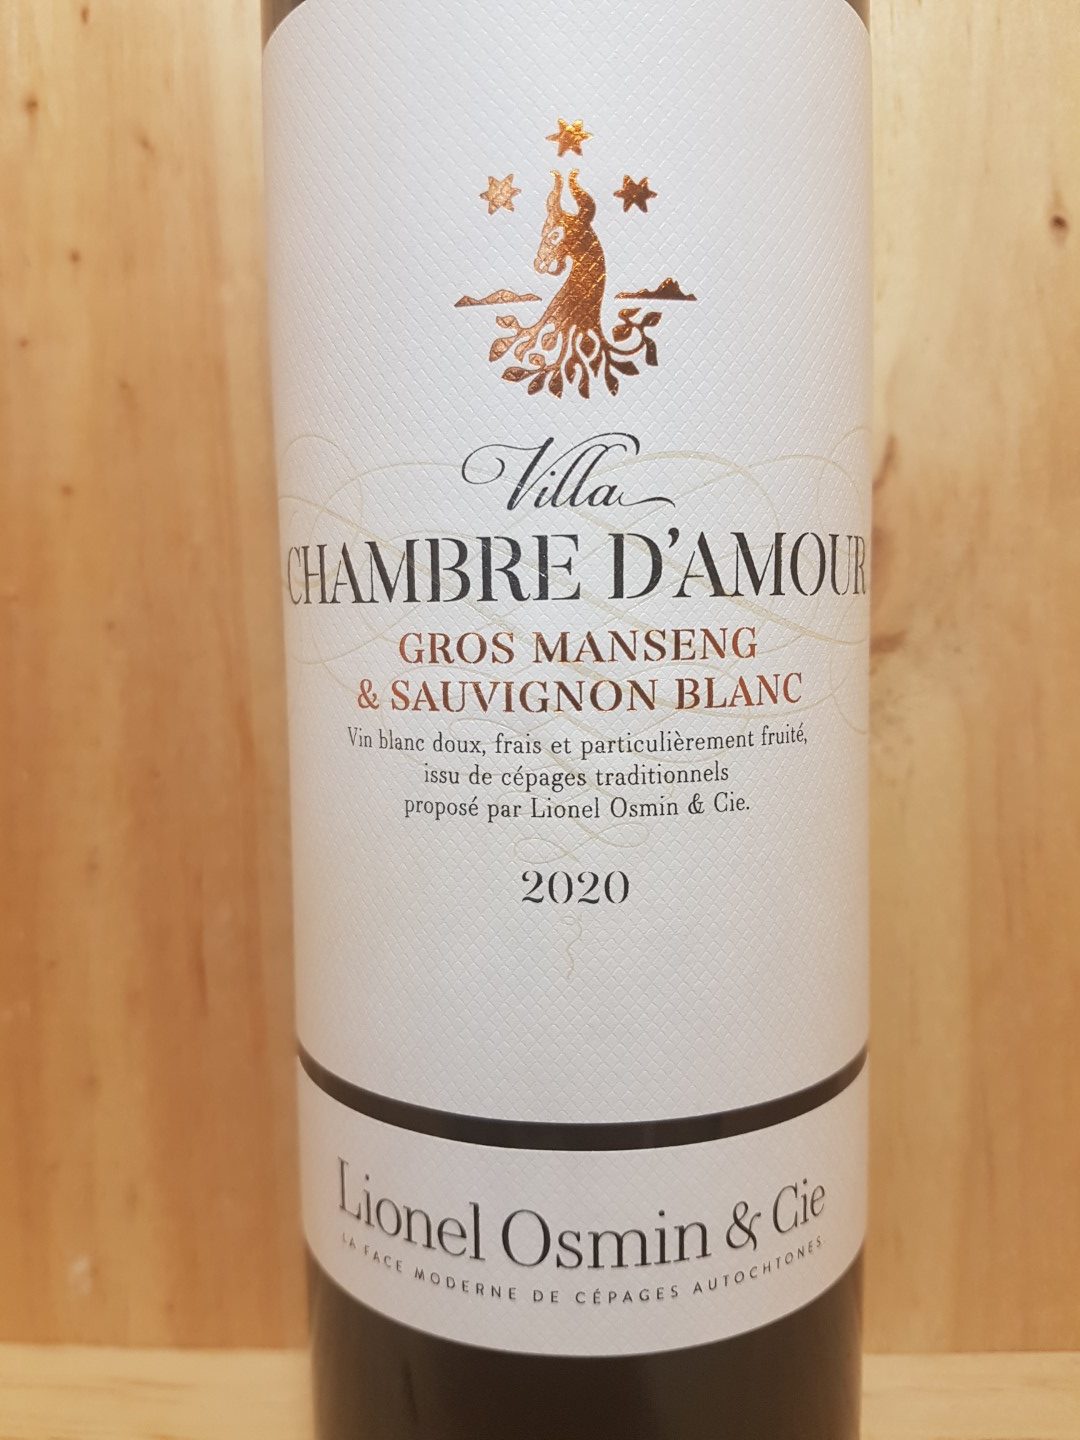 Villa
CHAMBRE D'AMOUR
GROS MANSENG
& SAUVIGNON BLANC
Vin blanc doux, frais et particulièrement fruité,
issu de cépages traditionnels
proposé par Lionel Osmin & Cie.
2020
Lionel Osmin & Cie
LA FACE MODERNE DE CÉPAGES AUTOCHTONES.